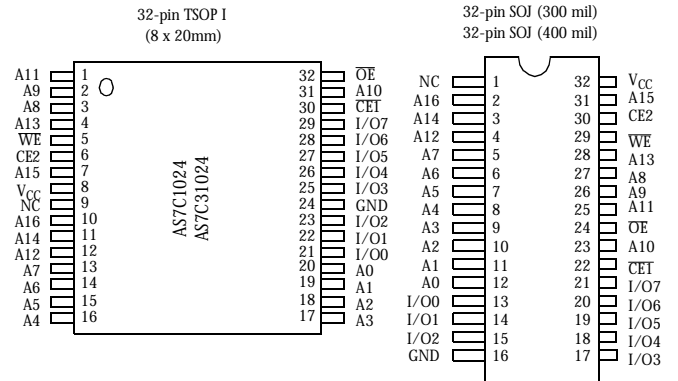 32-pin TSOP I
(8 x 20mm)
A11 1 32 OE
A9 2 31 A10
A8 3 30 CE1
A13 4 29 I/O7
WE 5 28 I/O6
CE2 6 27 I/O5
A15 7 26 I/O4
VCC 8 25 I/O3
NC 9 24 GND
A16 10 23 I/O2
A14 11 22 I/O1
A12 12 21 I/O0
A7 13 20 A0
A6 14 19 A1
A5 15 18 A2
A4 16 17 A3
AS7C1024
AS7C31024
32-pin SOJ (300 mil)
32-pin SOJ (400 mil)
NC 1 32 VCC
A16 2 31 A15
A14 3 30 CE2
A12 4 29 WE
A7 5 28 A13
A6 6 27 A8
A5 7 26 A9
A4 8 25 A11
A3 9 24 OE
A2 10 23 A10
A1 11 22 CE1
A0 12 21 I/O7
I/O0 13 20 I/O6
I/O1 14 19 I/O5
I/O2 15 18 I/O4
GND 16 17 I/O3